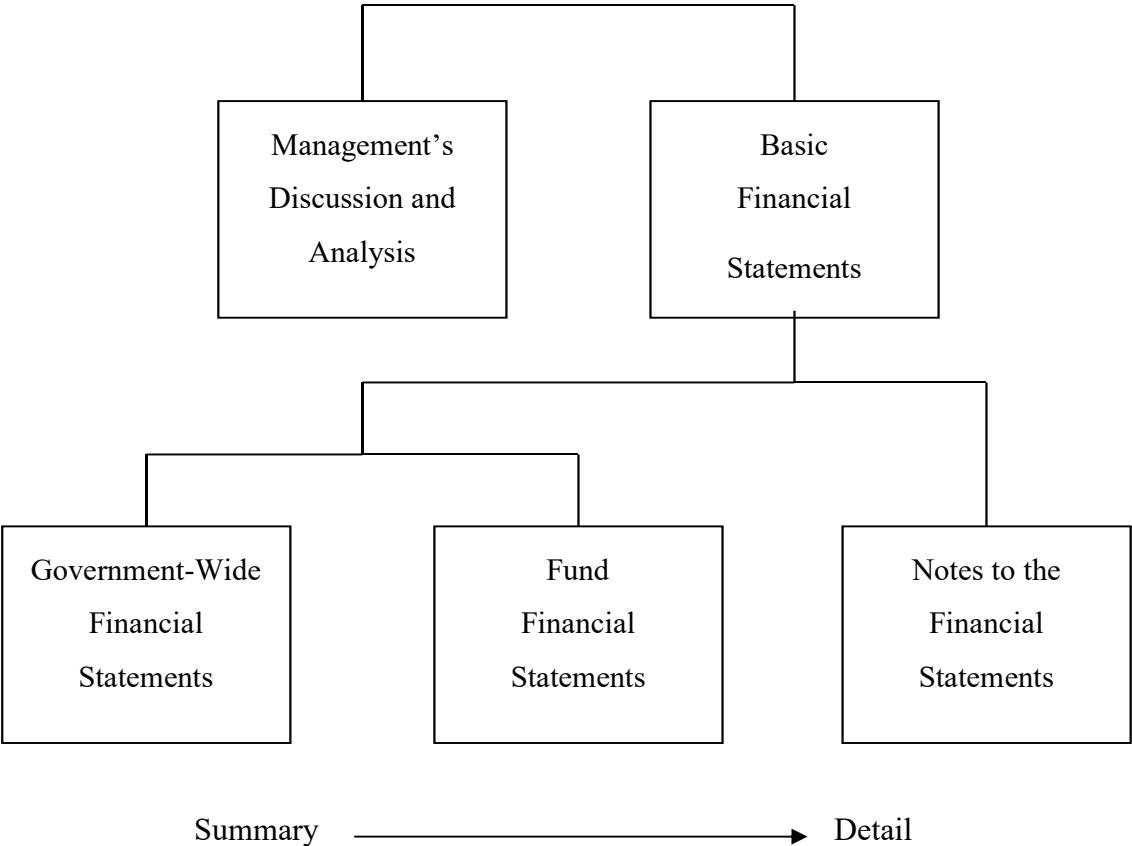 Management’s
Discussion and
Analysis
Basic
Financial
Statements
Government-Wide
Financial
Statements
Fund
Financial
Statements
Notes to the
Financial
Statements
Summary
Detail